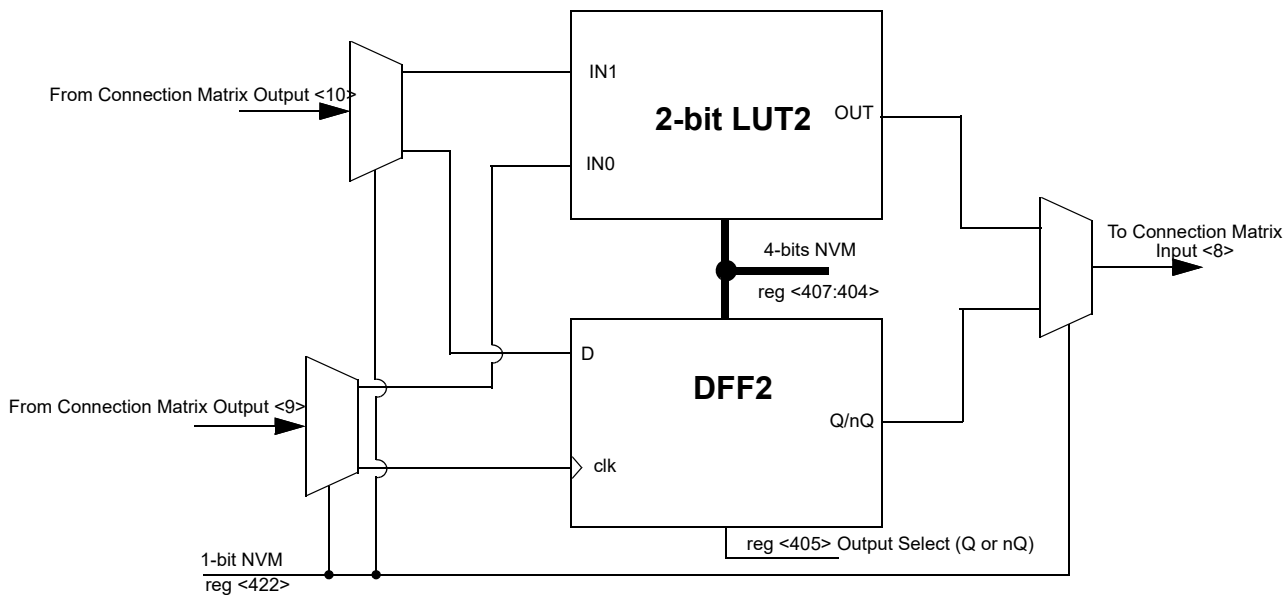 From Connection Matrix Output <10>
IN1
2-bit LUT2
OUT
IN0
To Connection Matrix
Input <8>
4-bits NVM
reg <407:404>
D
DFF2
From Connection Matrix Output <9>
Q/nQ
clk
reg <405> Output Select (Q or nQ)
1-bit NVM
reg <422>